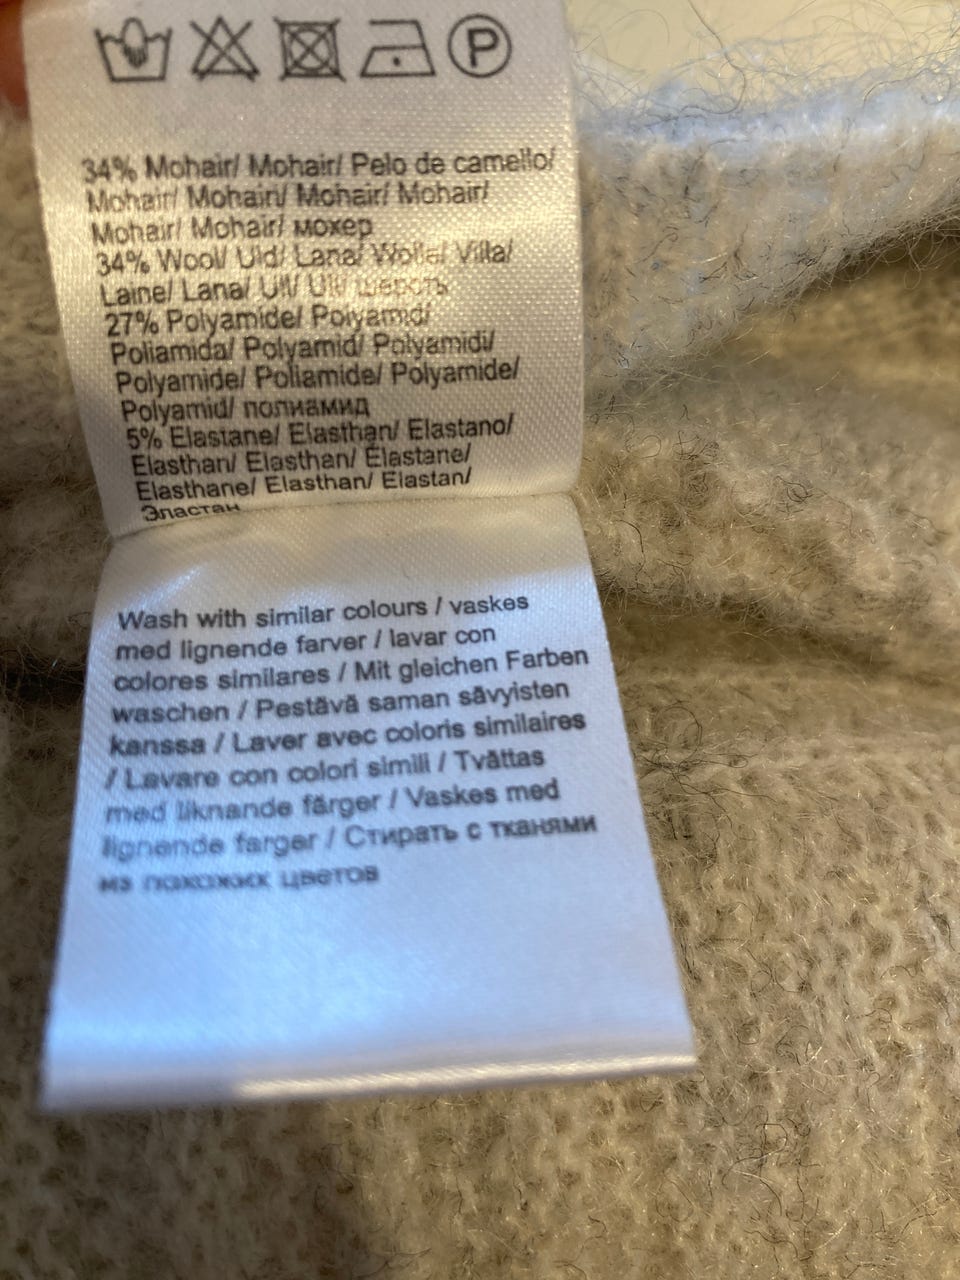 P
34% Mohair/ Mohair/ Pelo de camello/
Mohair/ Mohair/ Mohair/ Mohair/
Mohair/ Mohair/ мохер
34% Wool/ Uld/ Lana/ Wolle/ Villa/
Laine/ Lana/ Ull/ Ull/ шерсть
27% Polyamide/ Polyamid/
Poliamida/ Polyamid/ Polyamidi/
Polyamide/ Poliamide/ Polyamide/
Polyamid/ полиамид
5% Elastane/ Elasthan/ Elastano/
Elasthan/ Elasthan/ Élastane/
Elasthane/ Elasthan/ Elastan/
Эластан
Wash with similar colours / vaskes
med lignende farver / lavar con
colores similares / Mit gleichen Farben
waschen / Pestävä saman sävyisten
kanssa / Laver avec coloris similaires
/ Lavare con colori simili / Tvättas
med liknande färger / Vaskes med
lignende farger / Стирать с тканями
из похожих цветов